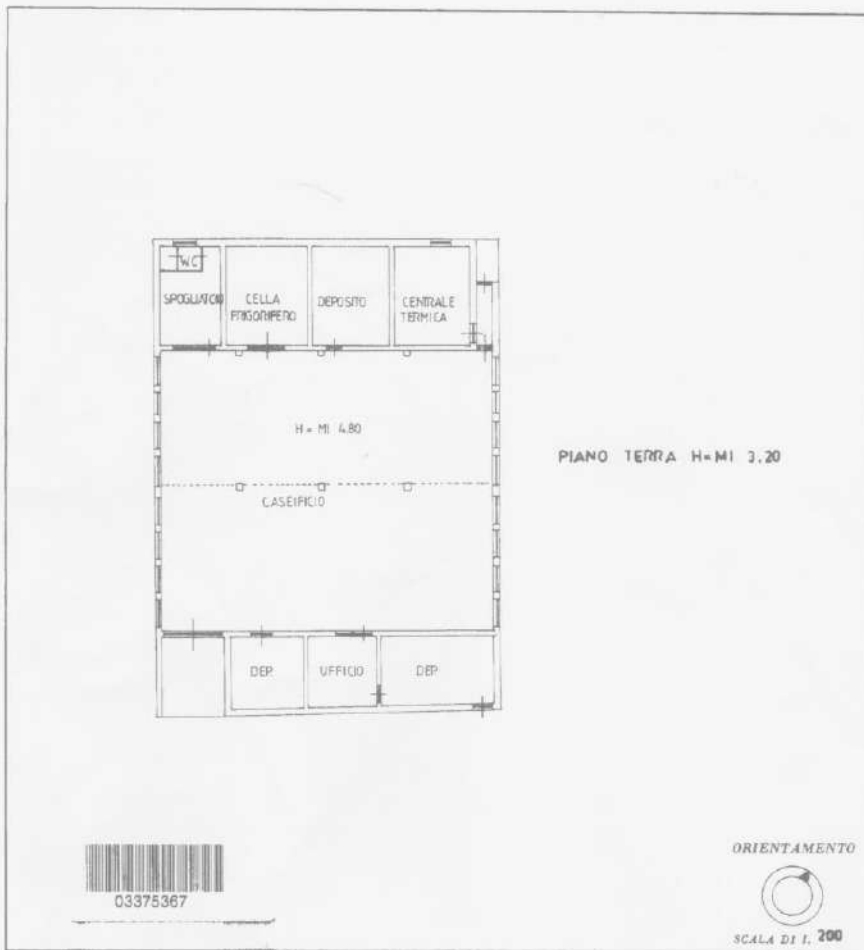 WC
SPOGLIATOI
CELLA
FRIGORIFERO
DEPOSITO
CENTRALE
TERMICA
H = Ml 4.80
PIANO TERRA H=Ml 3.20
CASEIFICIO
DEP.
UFFICIO
DEP.
03375367
ORIENTAMENTO
SCALA DI 1. 200